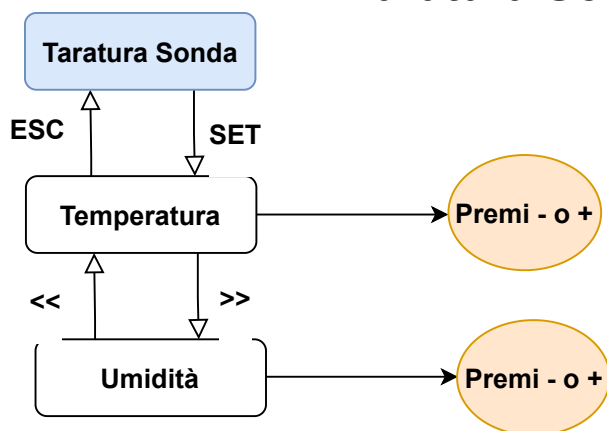 Taratura Sonda
ESC
SET
Temperatura
Premi - o +
<<
>>
Umidità
Premi - o +